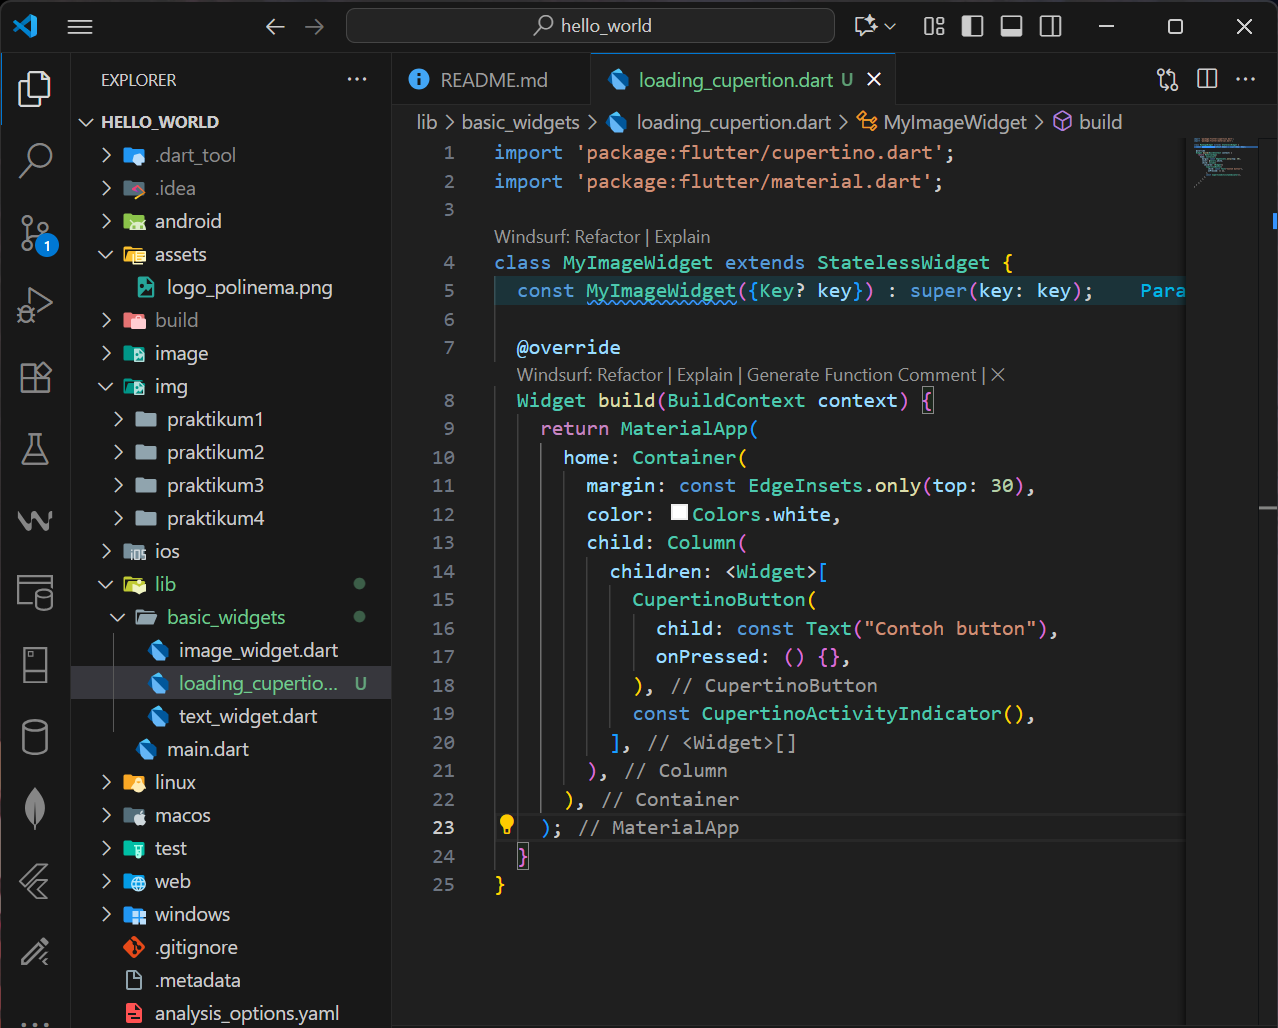 hello_world
EXPLORER
HELLO_WORLD
.dart_tool
.idea
android
assets
logo_polinema.png
build
image
img
praktikum1
praktikum2
praktikum3
praktikum4
ios
lib
basic_widgets
image_widget.dart
loading_cupertio... U
text_widget.dart
main.dart
linux
macos
test
web
windows
.gitignore
.metadata
analysis_options.yaml
1
README.md
loading_cupertion.dart U
lib > basic_widgets > loading_cupertion.dart > MyImageWidget > build
1 import 'package:flutter/cupertino.dart';
2 import 'package:flutter/material.dart';
3
Windsurf: Refactor | Explain
4 class MyImageWidget extends StatelessWidget {
5 const MyImageWidget({Key? key}) : super(key: key); Para
6
7 @override
Windsurf: Refactor | Explain | Generate Function Comment | ×
8 Widget build(BuildContext context) {
9 return MaterialApp(
10 home: Container(
11 margin: const EdgeInsets.only(top: 30),
12 color: Colors.white,
13 child: Column(
14 children: <Widget>[
15 CupertinoButton(
16 child: const Text("Contoh button"),
17 onPressed: () {},
18 ), // CupertinoButton
19 const CupertinoActivityIndicator(),
20 ], // <Widget>[]
21 ), // Column
22 ), // Container
23 ); // MaterialApp
24 }
25 }